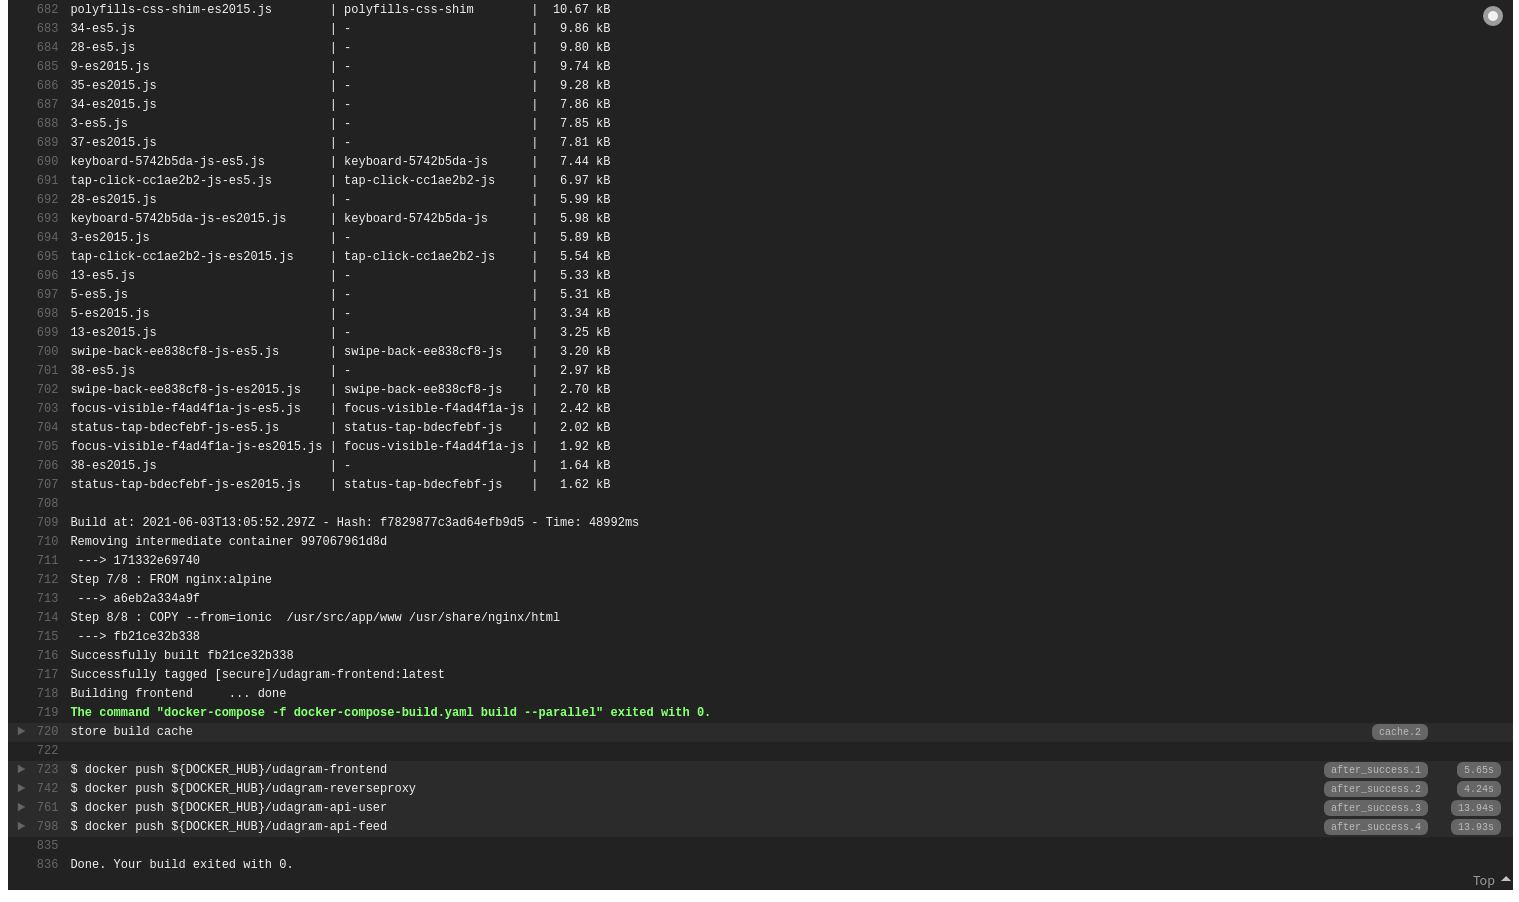 682 polyfills-css-shim-es2015.js | polyfills-css-shim | 10.67 kB
683 34-es5.js | - | 9.86 kB
684 28-es5.js | - | 9.80 kB
685 9-es2015.js | - | 9.74 kB
686 35-es2015.js | - | 9.28 kB
687 34-es2015.js | - | 7.86 kB
688 3-es5.js | - | 7.85 kB
689 37-es2015.js | - | 7.81 kB
690 keyboard-5742b5da-js-es5.js | keyboard-5742b5da-js | 7.44 kB
691 tap-click-cc1ae2b2-js-es5.js | tap-click-cc1ae2b2-js | 6.97 kB
692 28-es2015.js | - | 5.99 kB
693 keyboard-5742b5da-js-es2015.js | keyboard-5742b5da-js | 5.98 kB
694 3-es2015.js | - | 5.89 kB
695 tap-click-cc1ae2b2-js-es2015.js | tap-click-cc1ae2b2-js | 5.54 kB
696 13-es5.js | - | 5.33 kB
697 5-es5.js | - | 5.31 kB
698 5-es2015.js | - | 3.34 kB
699 13-es2015.js | - | 3.25 kB
700 swipe-back-ee838cf8-js-es5.js | swipe-back-ee838cf8-js | 3.20 kB
701 38-es5.js | - | 2.97 kB
702 swipe-back-ee838cf8-js-es2015.js | swipe-back-ee838cf8-js | 2.70 kB
703 focus-visible-f4ad4f1a-js-es5.js | focus-visible-f4ad4f1a-js | 2.42 kB
704 status-tap-bdecfebf-js-es5.js | status-tap-bdecfebf-js | 2.02 kB
705 focus-visible-f4ad4f1a-js-es2015.js | focus-visible-f4ad4f1a-js | 1.92 kB
706 38-es2015.js | - | 1.64 kB
707 status-tap-bdecfebf-js-es2015.js | status-tap-bdecfebf-js | 1.62 kB
708
709 Build at: 2021-06-03T13:05:52.297Z - Hash: f7829877c3ad64efb9d5 - Time: 48992ms
710 Removing intermediate container 997067961d8d
711 ---> 171332e69740
712 Step 7/8 : FROM nginx:alpine
713 ---> a6eb2a334a9f
714 Step 8/8 : COPY --from=ionic /usr/src/app/www /usr/share/nginx/html
715 ---> fb21ce32b338
716 Successfully built fb21ce32b338
717 Successfully tagged [secure]/udagram-frontend:latest
718 Building frontend ... done
719 The command "docker-compose -f docker-compose-build.yaml build --parallel" exited with 0.
720 store build cache cache.2
722
723 $ docker push ${DOCKER_HUB}/udagram-frontend after_success.1 5.65s
742 $ docker push ${DOCKER_HUB}/udagram-reverseproxy after_success.2 4.24s
761 $ docker push ${DOCKER_HUB}/udagram-api-user after_success.3 13.94s
798 $ docker push ${DOCKER_HUB}/udagram-api-feed after_success.4 13.93s
835
836 Done. Your build exited with 0.
Top